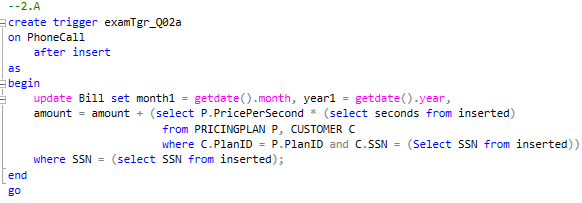 --2.A
create trigger examTgr_Q02a
on PhoneCall
after insert
as
begin
update Bill set month1 = getdate().month, year1 = getdate().year,
amount = amount + (select P.PricePerSecond * (select seconds from inserted)
from PRICINGPLAN P, CUSTOMER C
where C.PlanID = P.PlanID and C.SSN = (Select SSN from inserted))
where SSN = (select SSN from inserted);
end
go